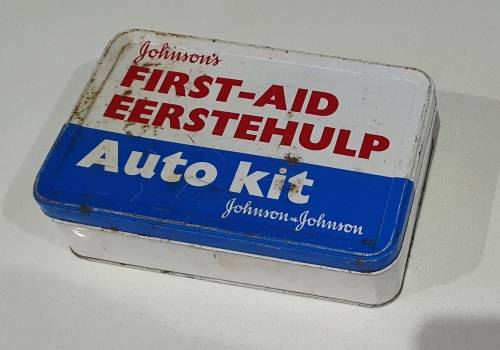 Johnson's
FIRST-AID
EERSTEHULP
Auto kit
Johnson & Johnson